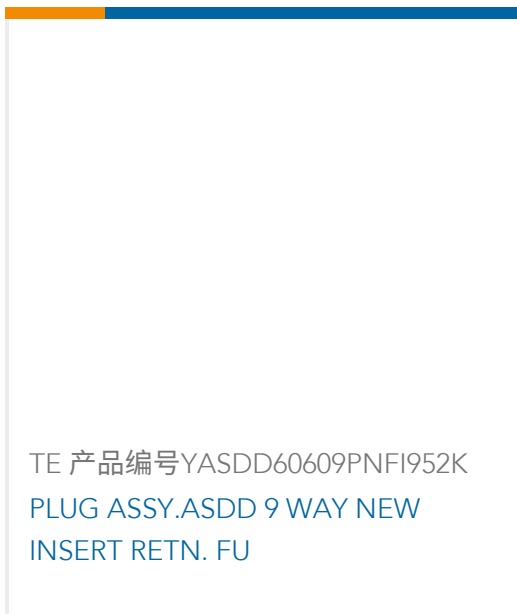 TE 产品编号YASDD60609PNFI952K
PLUG ASSY.ASDD 9 WAY NEW
INSERT RETN. FU